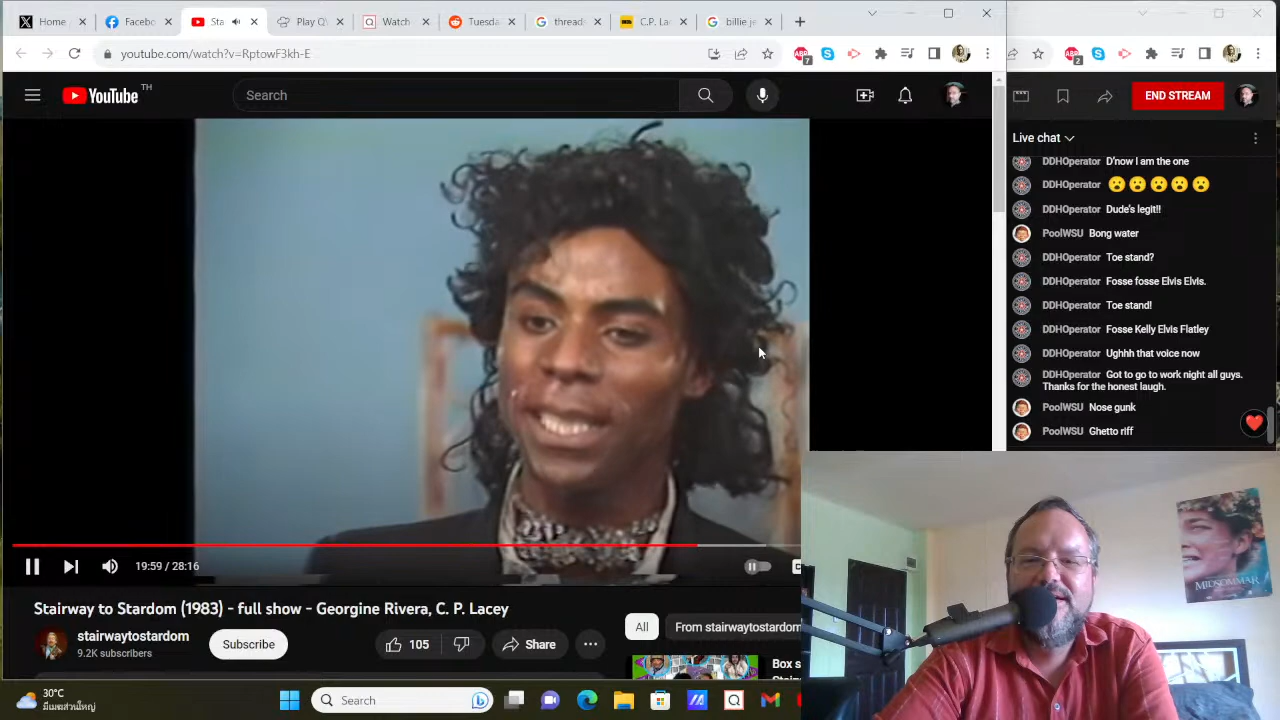 Home
Facebo
Sta
Play Q
Watch
Tuesda
thread
C.P. La
billie je
youtube.com/watch?v=RptowF3kh-E
7
2
YouTube TH
Search
END STREAM
Live chat
DDHOperator D'now I am the one
DDHOperator
DDHOperator Dude's legit!!
PoolWSU Bong water
DDHOperator Toe stand?
DDHOperator Fosse fosse Elvis Elvis.
DDHOperator Toe stand!
DDHOperator Fosse Kelly Elvis Flatley
DDHOperator Ughhh that voice now
DDHOperator Got to go to work night all guys.
Thanks for the honest laugh.
PoolWSU Nose gunk
PoolWSU Ghetto riff
19:59 / 28:16
Stairway to Stardom (1983) - full show - Georgine Rivera, C. P. Lacey
stairwaytostardom
9.2K subscribers
Subscribe
105
Share
All
From stairwaytostardom
Box s
MIDSOMMAR
30°C
Search